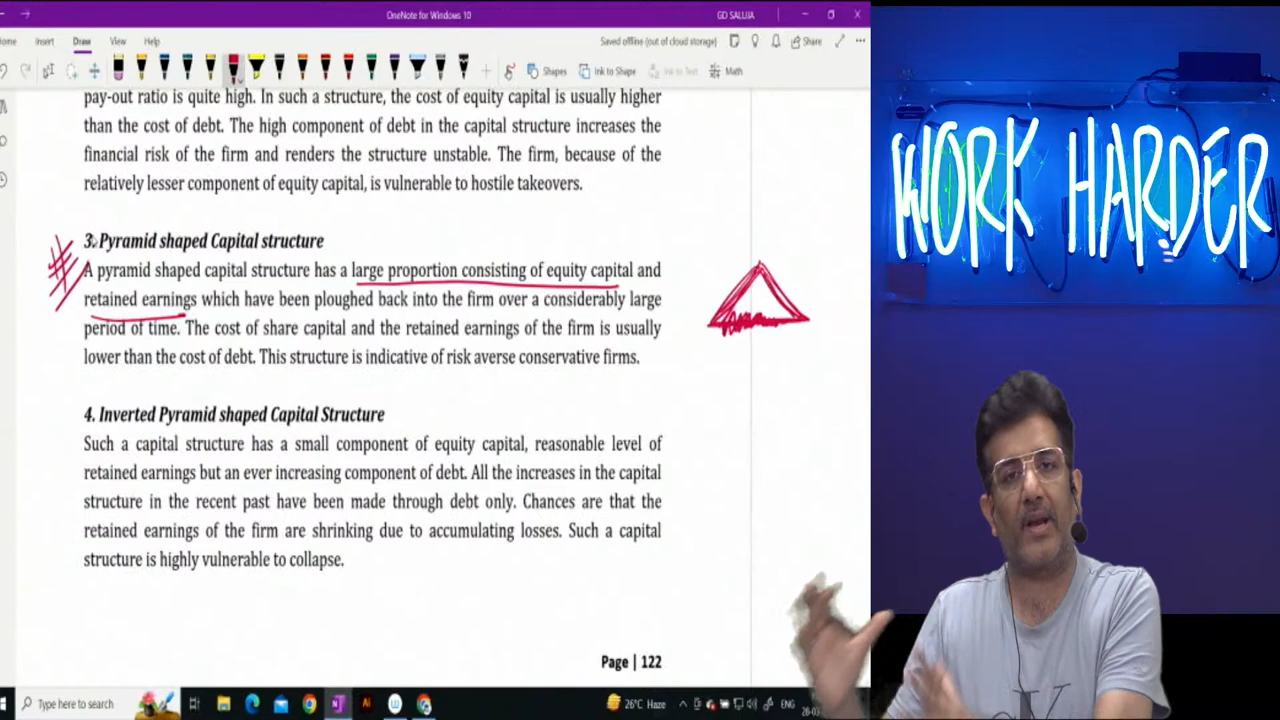 OneNote for Windows 10
GD SALUJA
Home Insert Draw View Help
Saved offline (out of cloud storage)
Share
Shapes
Ink to Shape
Ink to Text
Math
pay-out ratio is quite high. In such a structure, the cost of equity capital is usually higher
than the cost of debt. The high component of debt in the capital structure increases the
financial risk of the firm and renders the structure unstable. The firm, because of the
relatively lesser component of equity capital, is vulnerable to hostile takeovers.
3. Pyramid shaped Capital structure
A pyramid shaped capital structure has a large proportion consisting of equity capital and
retained earnings which have been ploughed back into the firm over a considerably large
period of time. The cost of share capital and the retained earnings of the firm is usually
lower than the cost of debt. This structure is indicative of risk averse conservative firms.
4. Inverted Pyramid shaped Capital Structure
Such a capital structure has a small component of equity capital, reasonable level of
retained earnings but an ever increasing component of debt. All the increases in the capital
structure in the recent past have been made through debt only. Chances are that the
retained earnings of the firm are shrinking due to accumulating losses. Such a capital
structure is highly vulnerable to collapse.
Page | 122
Type here to search
26°C Haze
ENG
WORK HARDER